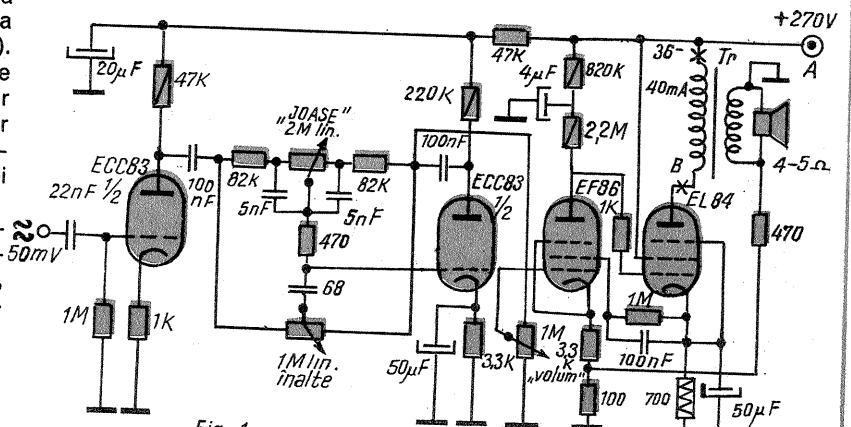 a
).
e
r
r
–
i
-
-
+270V
A
47K
36–
Tr
40mA
20μF
47K
4μF
820K
220K
"JOASE"
2M lin.
2,2M
100nF
4-5Ω
B
ECC83
1/2
100
nF
82K
82K
ECC83
1/2
EF86
1K
EL84
22nF
5nF
5nF
50mV
470
470
68
1M
1M
1K
50μF
3,3K
1M
"volum"
3,3
K
100nF
1M lin.
înalte
100
700
50μF
Fig. 1